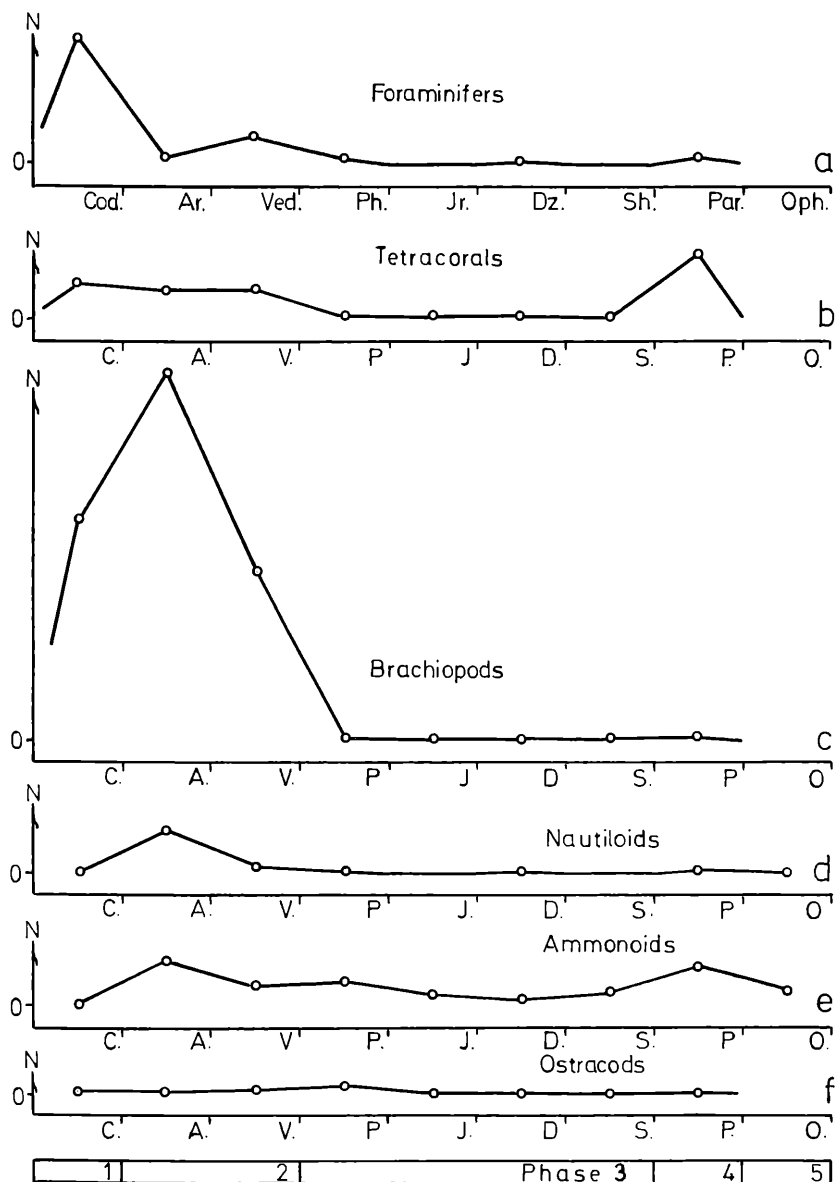 N
Foraminifers
0
a
Cod. Ar. Ved. Ph. Jr. Dz. Sh. Par. Oph.
N
Tetracorals
0
b
C. A. V. P J D. S. P. O.
N
Brachiopods
0
c
C. A. V. P J D S. P O
N
Nautiloids
0
d
C. A. V. P J. D. S. P O.
N
Ammonoids
0
e
C. A. V P. J. D. S. P O.
N
Ostracods
0
f
C. A. V. P. J. D S. P. O.
1 2 Phase 3 4 5